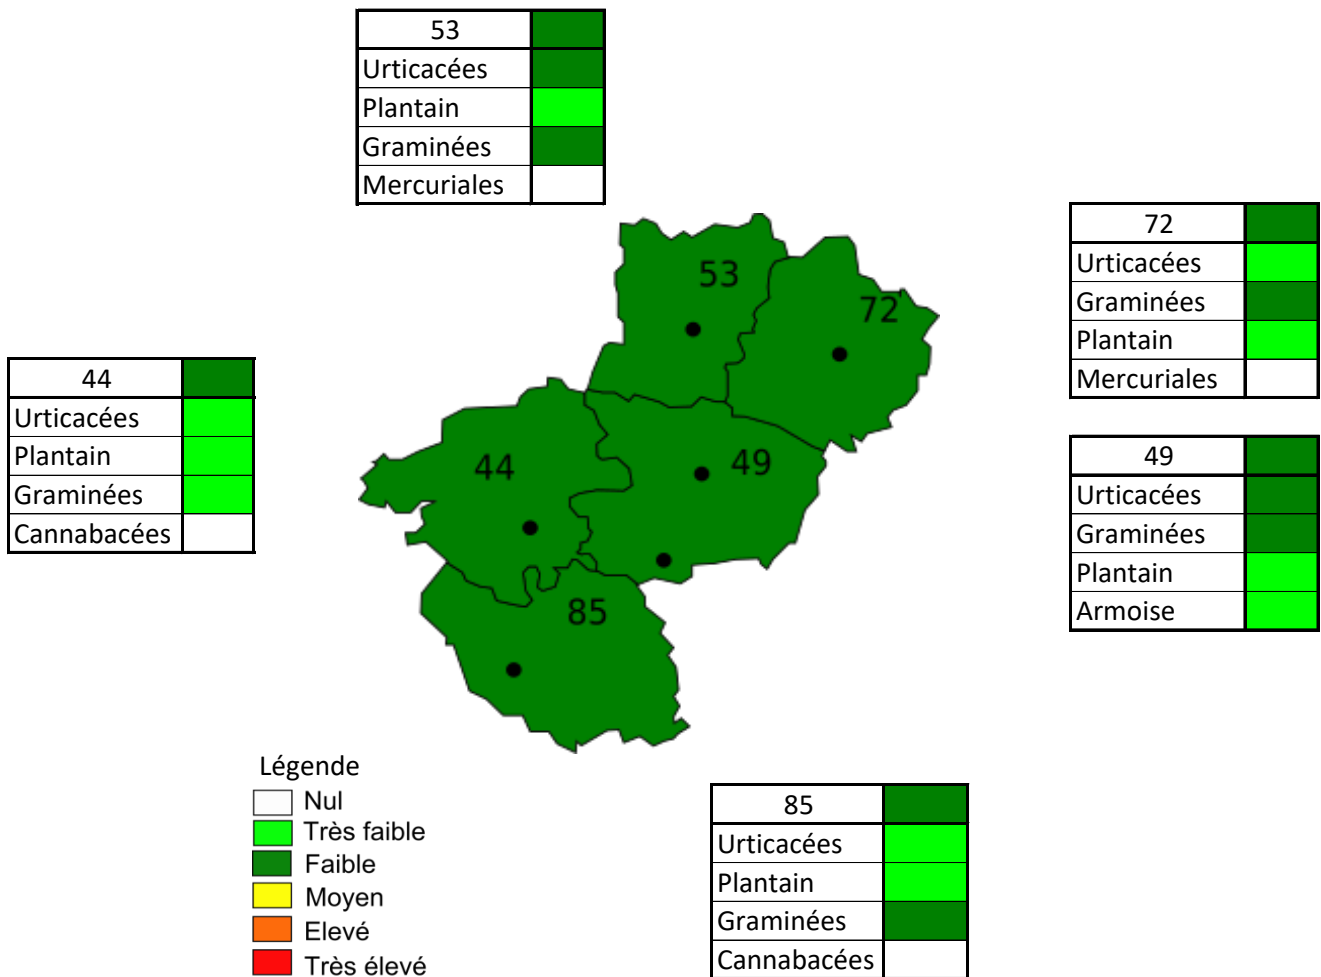 53
Urticacées
Plantain
Graminées
Mercuriales
72
Urticacées
Graminées
Plantain
Mercuriales
44
Urticacées
Plantain
Graminées
Cannabacées
49
Urticacées
Graminées
Plantain
Armoise
53
72
44
49
85
Légende
Nul
Très faible
Faible
Moyen
Elevé
Très élevé
85
Urticacées
Plantain
Graminées
Cannabacées